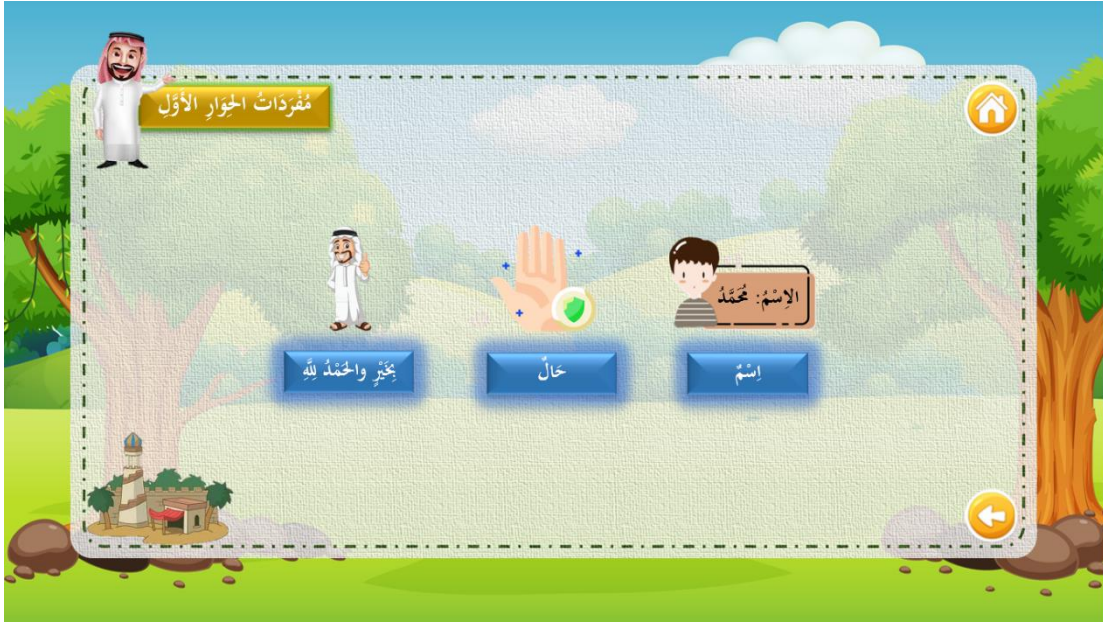 مُفْرَدَاتُ الحِوَارِ الأَوَّلِ
الاِسْمُ: مُحَمَّدُ
اِسْمٌ
حَالٌ
بِخَيْرٍ والحَمْدُ لِلَّهِ